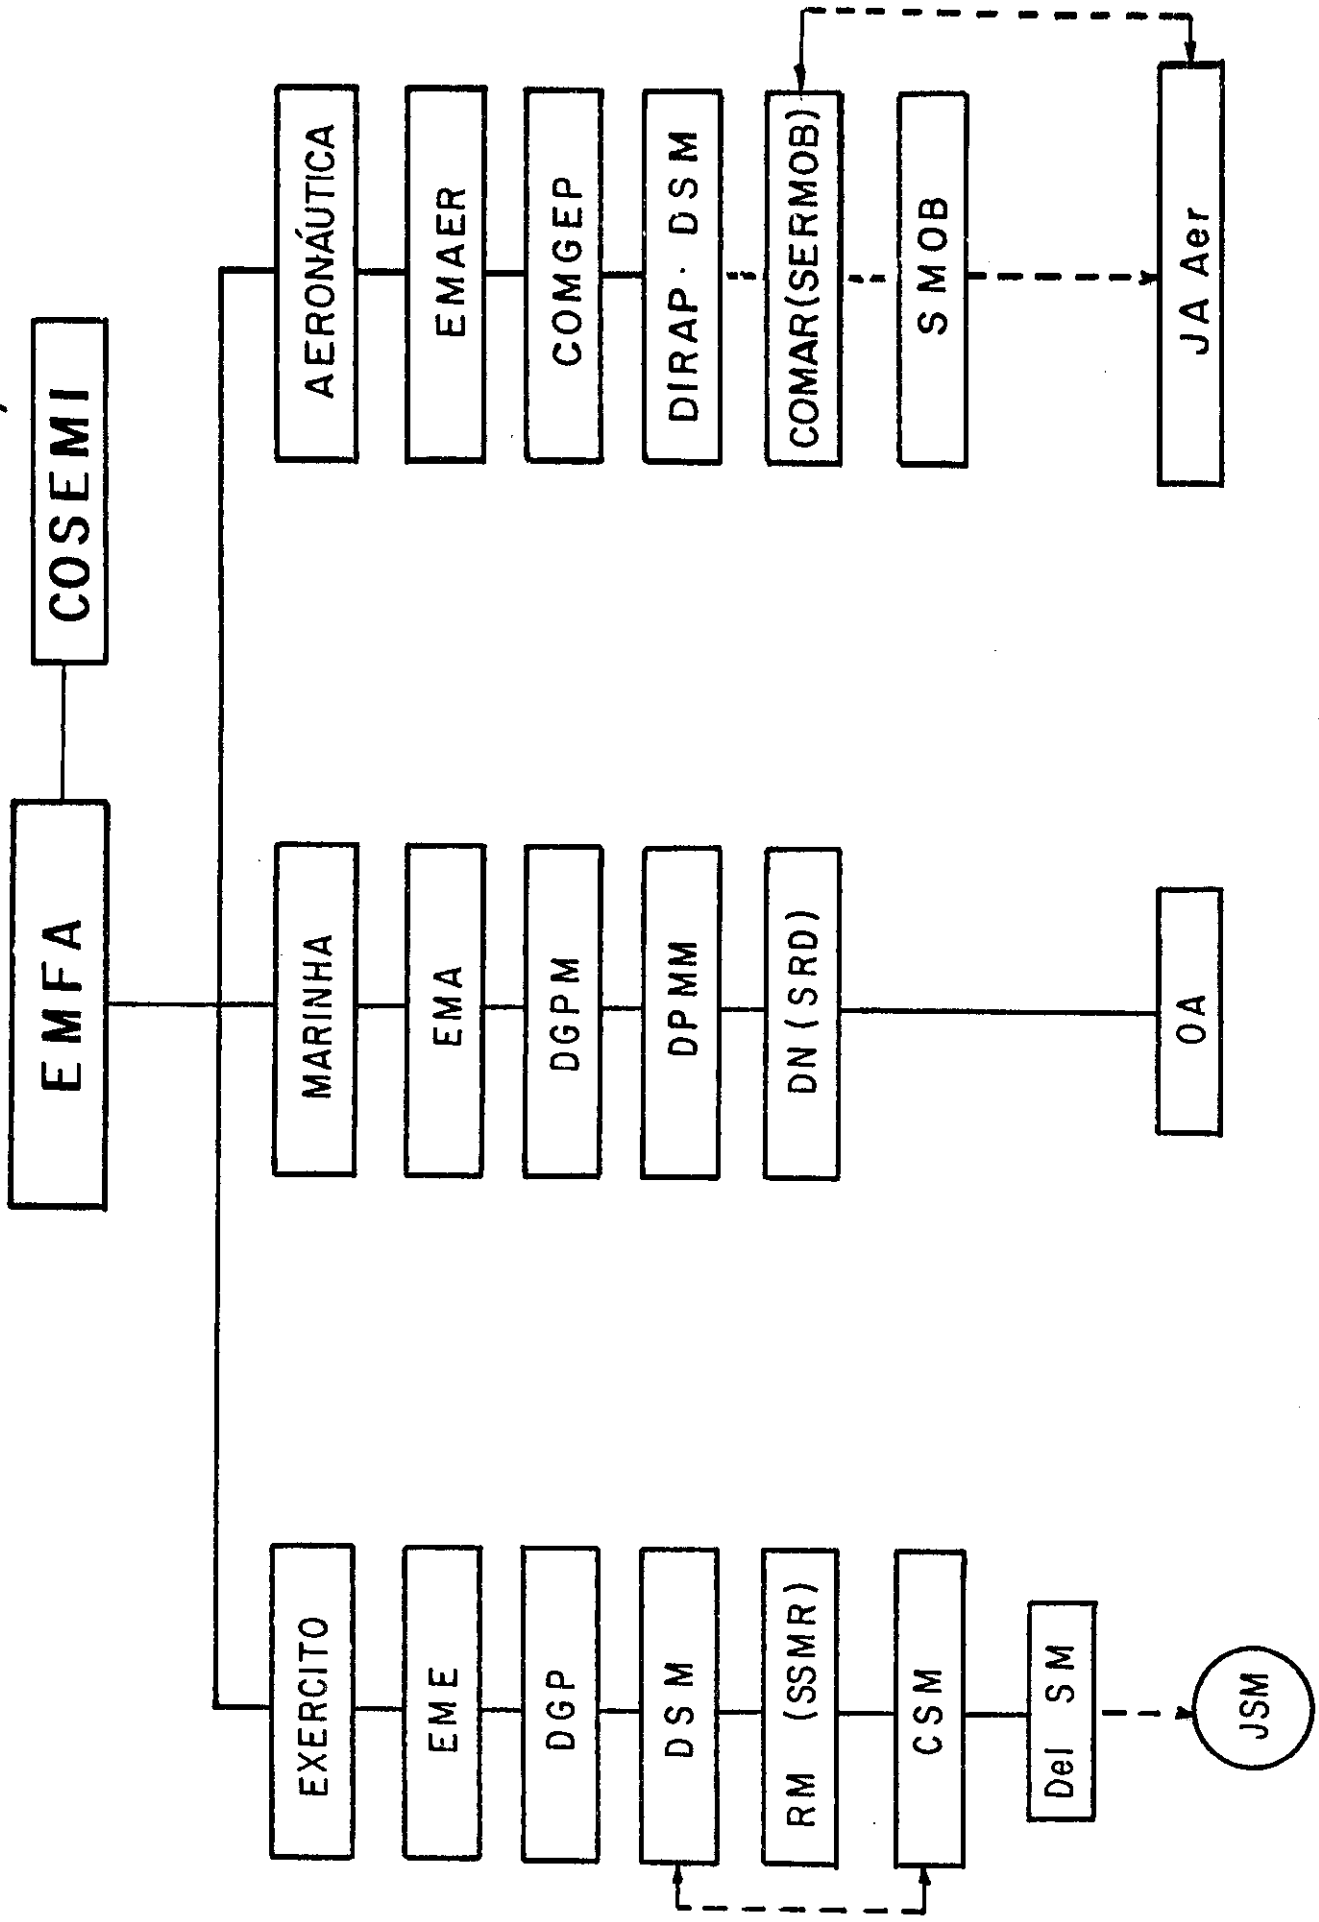 EMFA
COSEMI
EXERCITO
EME
DGP
DSM
RM (SSMR)
CSM
Del SM
JSM
MARINHA
EMA
DGPM
DPMM
DN (SRD)
OA
AERONÁUTICA
EMAER
COMGEP
DIRAP. DSM
COMAR(SERMOB)
SMOB
JA Aer